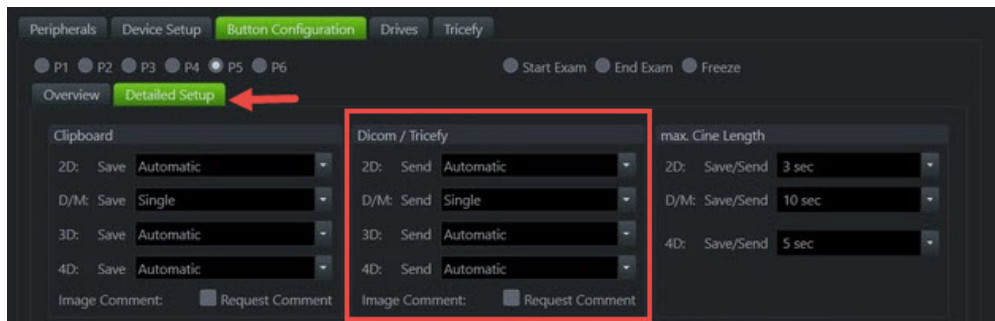 Peripherals Device Setup Button Configuration Drives Tricefy
P1 P2 P3 P4 P5 P6 Start Exam End Exam Freeze
Overview Detailed Setup
Clipboard Dicom / Tricefy max. Cine Length
2D: Save Automatic 2D: Send Automatic 2D: Save/Send 3 sec
D/M: Save Single D/M: Send Single D/M: Save/Send 10 sec
3D: Save Automatic 3D: Send Automatic
4D: Save/Send 5 sec
4D: Save Automatic 4D: Send Automatic
Image Comment: Request Comment Image Comment: Request Comment